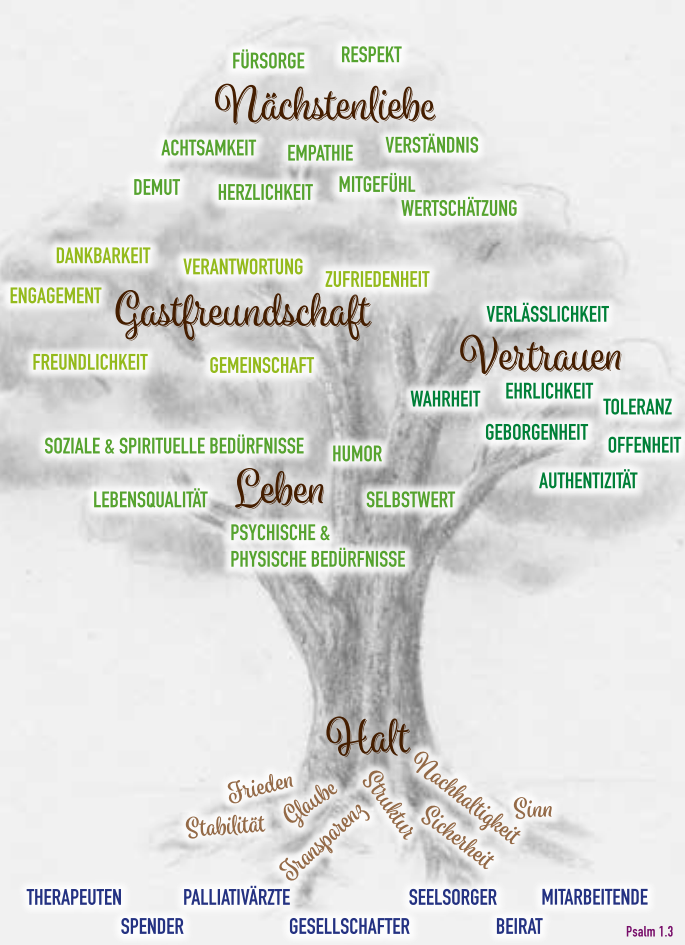 FÜRSORGE RESPEKT
Nächstenliebe
ACHTSAMKEIT EMPATHIE VERSTÄNDNIS
DEMUT HERZLICHKEIT MITGEFÜHL
WERTSCHÄTZUNG
DANKBARKEIT VERANTWORTUNG ZUFRIEDENHEIT
ENGAGEMENT
Gastfreundschaft
FREUNDLICHKEIT GEMEINSCHAFT
VERLÄSSLICHKEIT
Vertrauen
WAHRHEIT EHRLICHKEIT TOLERANZ
GEBORGENHEIT OFFENHEIT
AUTHENTIZITÄT
SOZIALE & SPIRITUELLE BEDÜRFNISSE HUMOR
Leben
LEBENSQUALITÄT SELBSTWERT
PSYCHISCHE &
PHYSISCHE BEDÜRFNISSE
Halt
Frieden
Stabilität
Glaube
Transparenz
Struktur
Nachhaltigkeit
Sicherheit
Sinn
THERAPEUTEN PALLIATIVÄRZTE SEELSORGER MITARBEITENDE
SPENDER GESELLSCHAFTER BEIRAT
Psalm 1.3